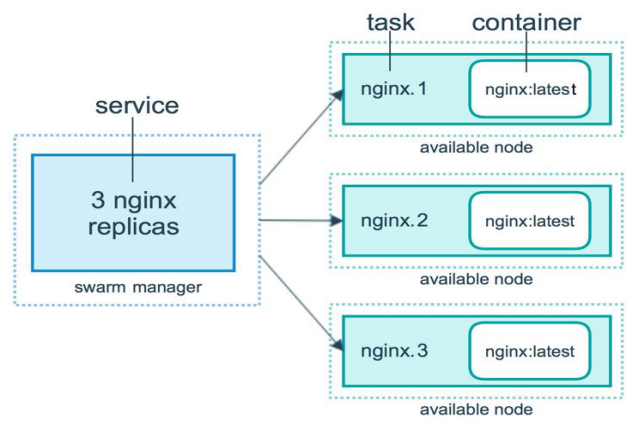 task
container
nginx.1
nginx:latest
available node
service
3 nginx
replicas
swarm manager
nginx.2
nginx:latest
available node
nginx.3
nginx:latest
available node